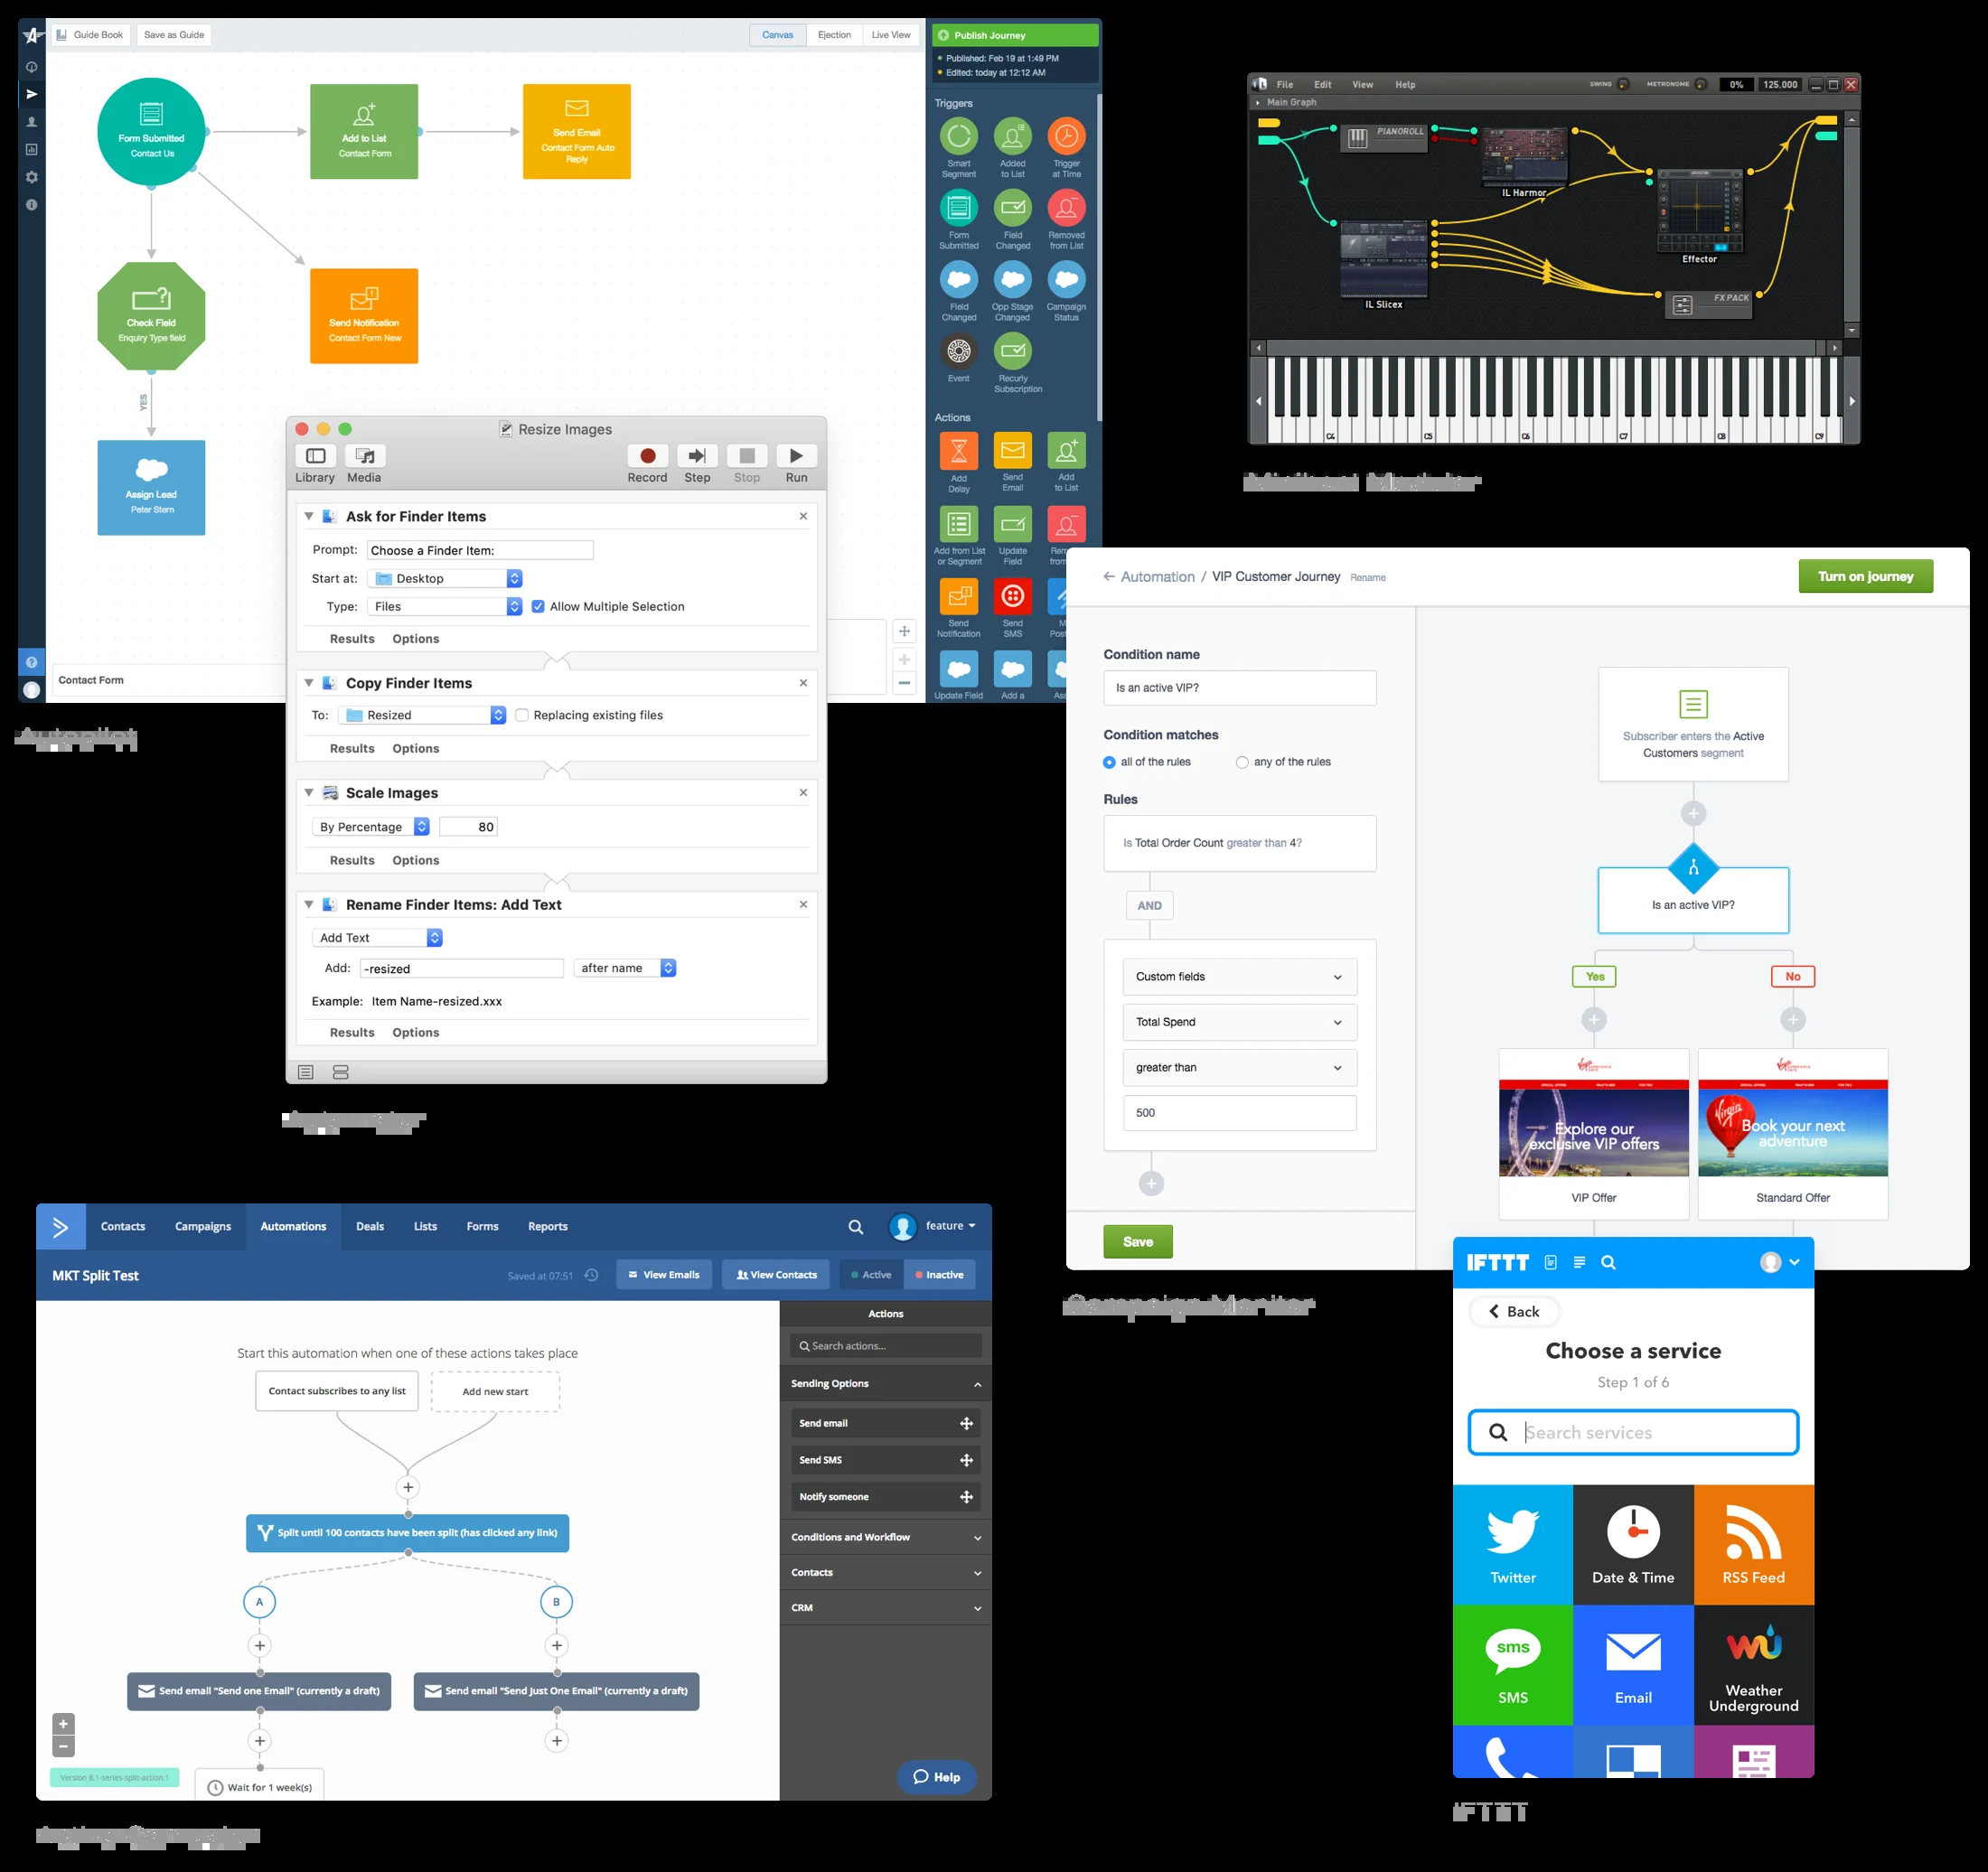 Guide Book
Save as Guide
Canvas
Ejection
Live View
Form Submitted
Contact Us
Add to List
Contact Form
Send Email
Contact Form Auto
Reply
Check Field
Enquiry Type field
Send Notification
Contact Form New
YES
Assign Lead
Peter Stern
Contact Form
Publish Journey
Published: Feb 19 at 1:49 PM
Edited: today at 12:12 AM
Triggers
Smart
Segment
Added
to List
Trigger
at Time
Form
Submitted
Field
Changed
Removed
from List
Field
Changed
Opp Stage
Changed
Campaign
Status
Event
Recurly
Subscription
Actions
Add
Delay
Send
Email
Add
to List
Add from List
or Segment
Update
Field
Send
Notification
Send
SMS
Update Field
Add a
Autopilot
Resize Images
Library
Media
Record
Step
Stop
Run
Ask for Finder Items
Prompt: Choose a Finder Item:
Start at: Desktop
Type: Files
Allow Multiple Selection
Results Options
Copy Finder Items
To: Resized
Replacing existing files
Results Options
Scale Images
By Percentage 80
Results Options
Rename Finder Items: Add Text
Add Text
Add: -resized after name
Example: Item Name-resized.xxx
Results Options
File Edit View Help
SWING METRONOME 0% 125.000
Main Graph
PIANOROLL
IL Harmor
IL Slicex
EFFECTOR
Effector
FX PACK
C4 C5 C6 C7 C8 C9
Automation / VIP Customer Journey Rename
Turn on journey
Condition name
Is an active VIP?
Condition matches
all of the rules
any of the rules
Rules
Is Total Order Count greater than 4?
AND
Custom fields
Total Spend
greater than
500
Save
Subscriber enters the Active
Customers segment
Is an active VIP?
Yes
No
SPECIAL OFFERS WHAT'S NEW FOR TWO
Explore our
exclusive VIP offers
VIP Offer
SPECIAL OFFERS WHAT'S NEW FOR TWO
Virgin
Book your next
adventure
Standard Offer
Campaign Monitor
Contacts Campaigns Automations Deals Lists Forms Reports
feature
MKT Split Test
Saved at 07:51
View Emails
View Contacts
Active
Inactive
Start this automation when one of these actions takes place
Contact subscribes to any list
Add new start
Split until 100 contacts have been split (has clicked any link)
A
B
Send email "Send one Email" (currently a draft)
Send email "Send Just One Email" (currently a draft)
Wait for 1 week(s)
Version 8.1-series-split-action.1
Actions
Search actions...
Sending Options
Send email
Send SMS
Notify someone
Conditions and Workflow
Contacts
CRM
Help
IFTTT
Back
Choose a service
Step 1 of 6
Search services
Twitter
Date & Time
RSS Feed
sms
SMS
Email
Weather
Underground
IFTTT